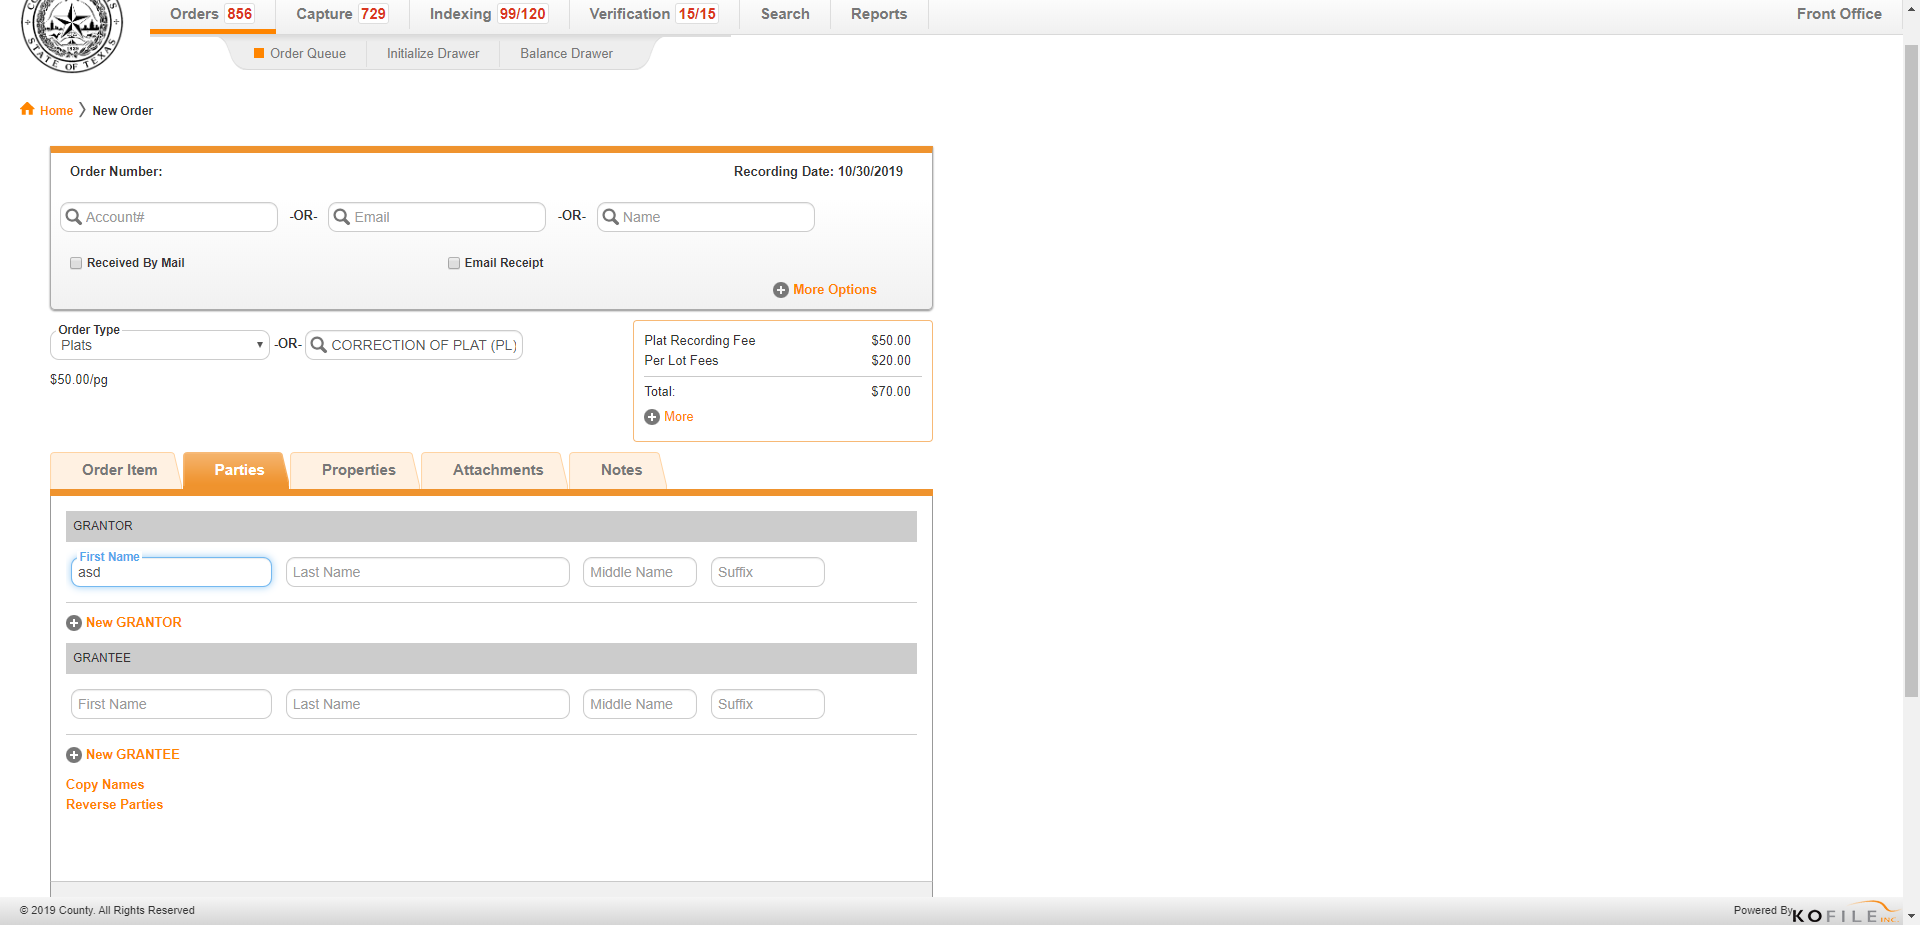 Orders 856 Capture 729 Indexing 99/120 Verification 15/15 Search Reports Front Office
STATE OF TEXAS
Order Queue Initialize Drawer Balance Drawer
Home New Order
Order Number: Recording Date: 10/30/2019
Account# -OR- Email -OR- Name
Received By Mail Email Receipt
More Options
Order Type
Plats -OR- CORRECTION OF PLAT (PL)
$50.00/pg
Plat Recording Fee $50.00
Per Lot Fees $20.00
Total: $70.00
More
Order Item Parties Properties Attachments Notes
GRANTOR
First Name
asd Last Name Middle Name Suffix
New GRANTOR
GRANTEE
First Name Last Name Middle Name Suffix
New GRANTEE
Copy Names
Reverse Parties
© 2019 County. All Rights Reserved Powered By KOFILE INC.